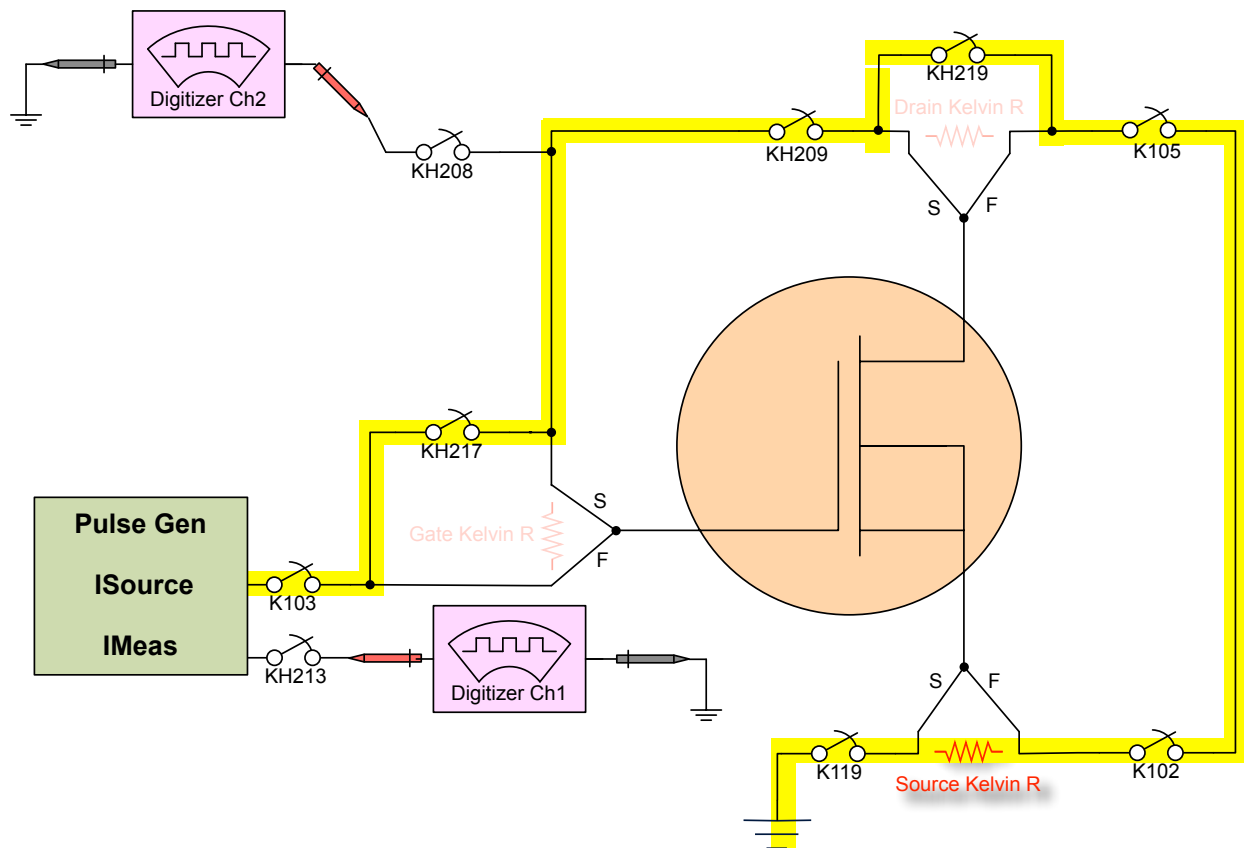 Digitizer Ch2
KH208
KH219
Drain Kelvin R
KH209
K105
S
F
KH217
S
Gate Kelvin R
F
Pulse Gen
ISource
IMeas
K103
KH213
Digitizer Ch1
S
F
K119
K102
Source Kelvin R